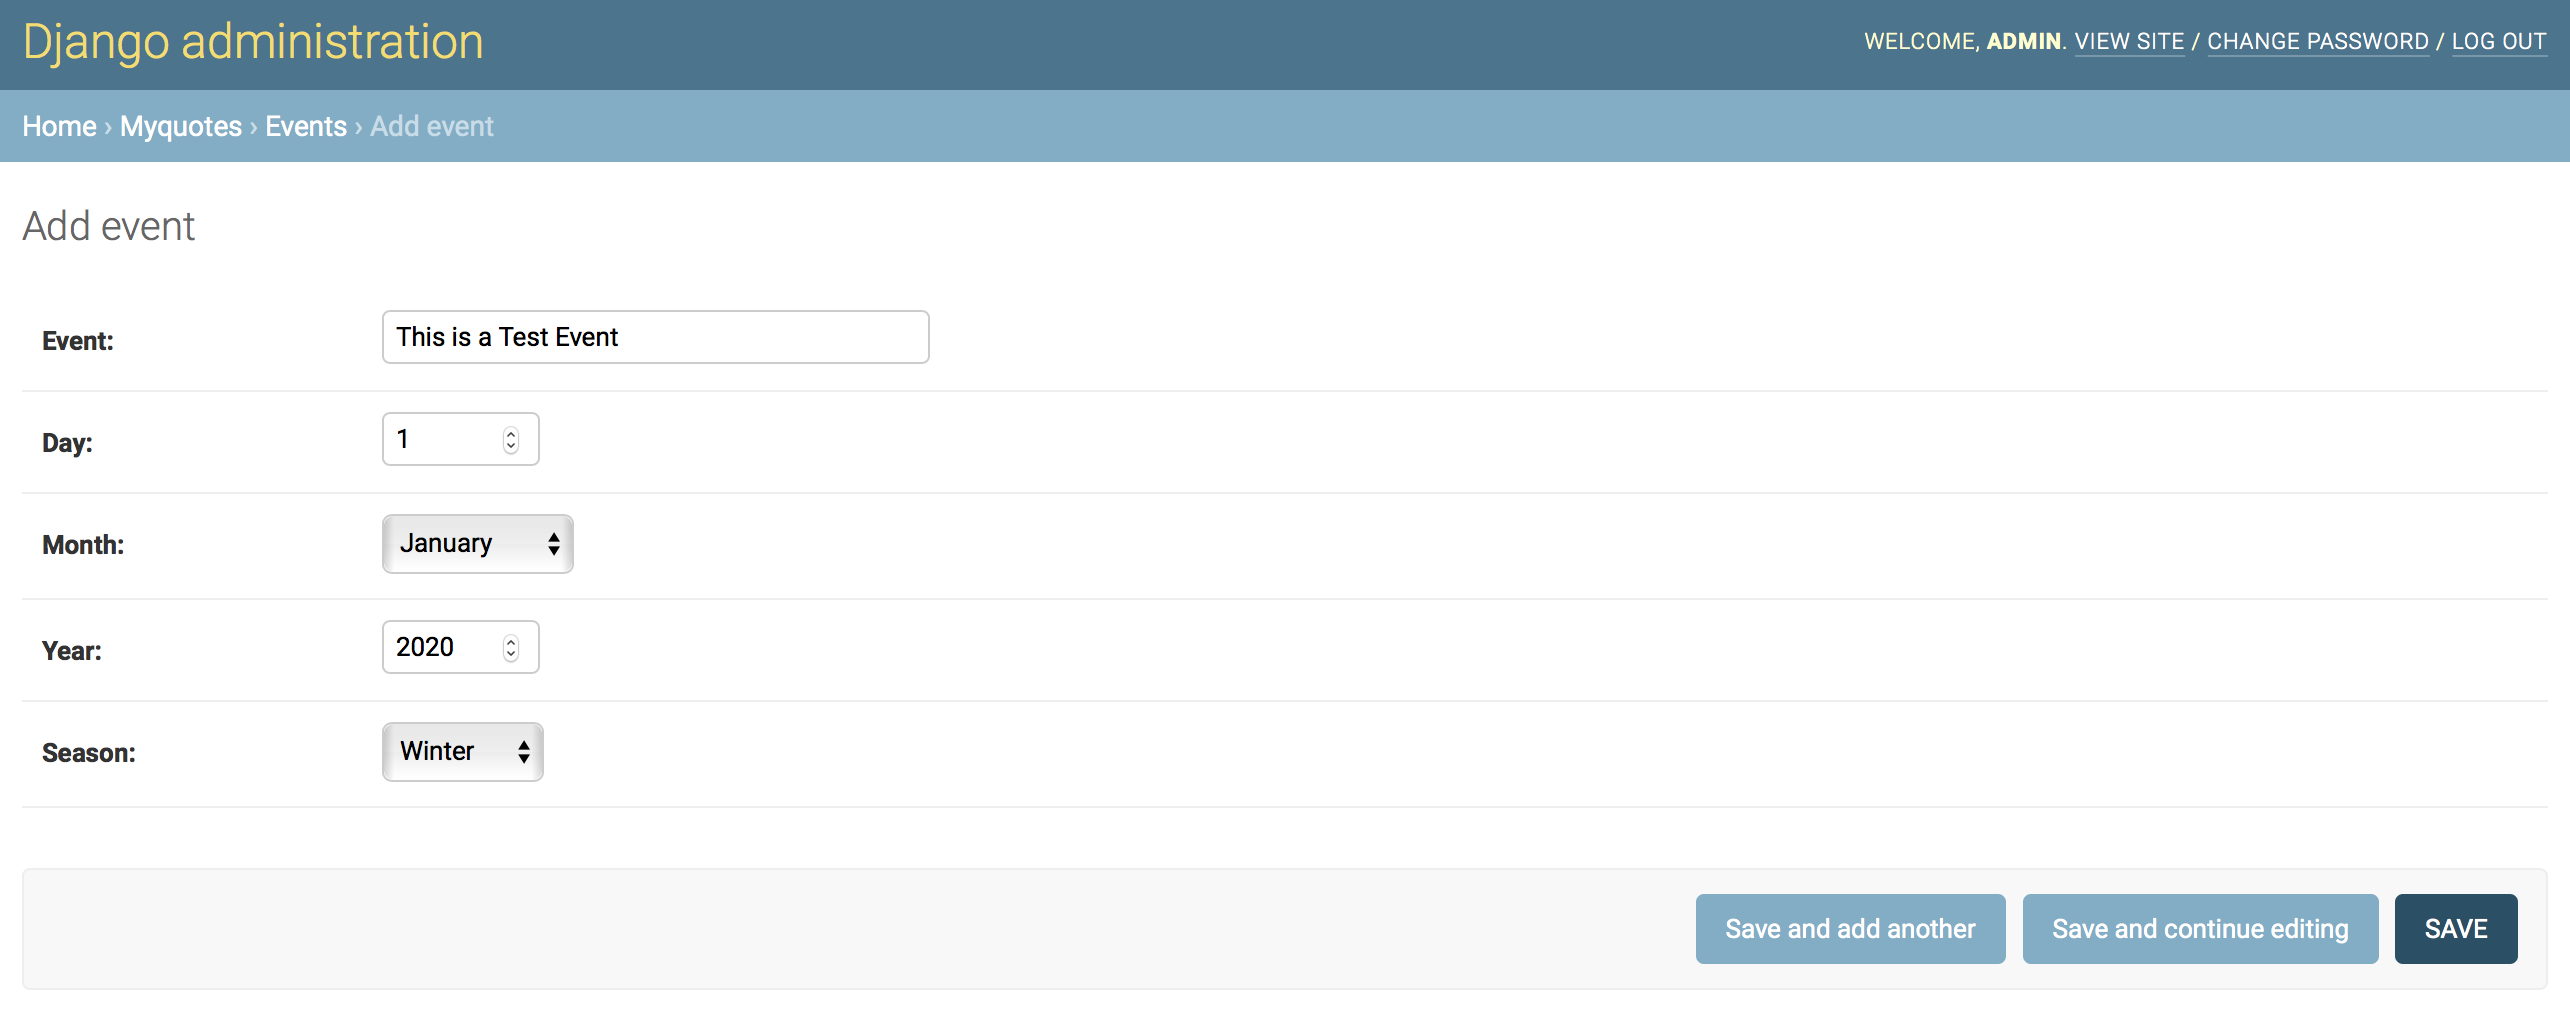 Django administration
WELCOME, ADMIN. VIEW SITE / CHANGE PASSWORD / LOG OUT
Home › Myquotes › Events › Add event
Add event
Event: This is a Test Event
Day: 1
Month: January
Year: 2020
Season: Winter
Save and add another Save and continue editing SAVE